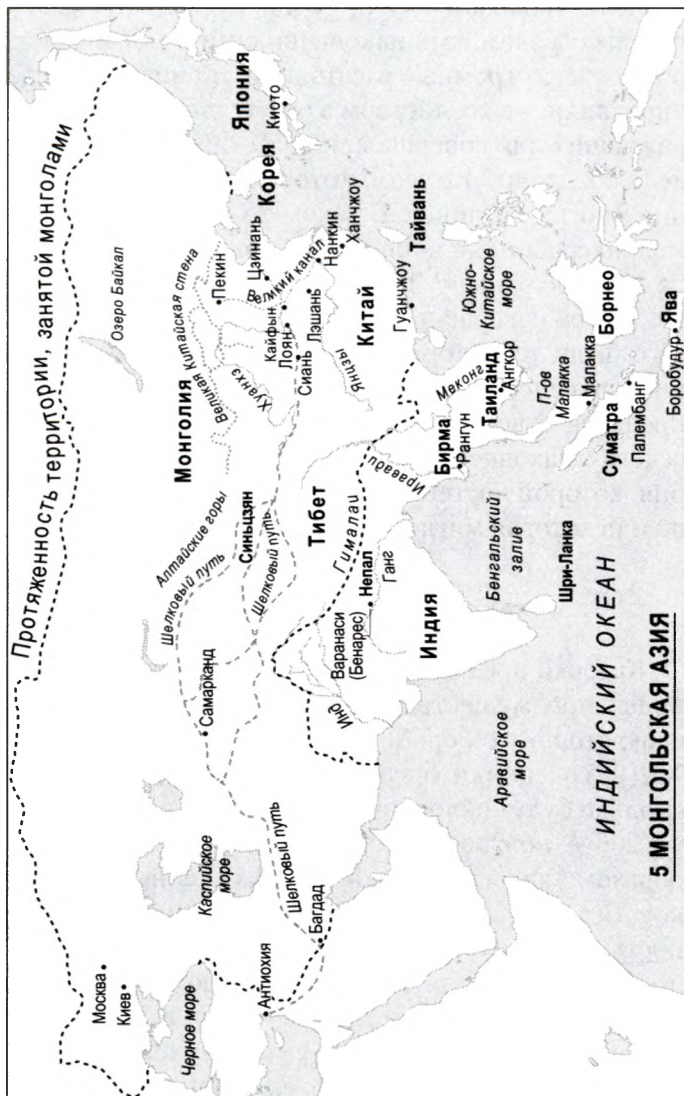 Протяженность территории, занятой монголами
Москва
Киев
Черное море
Антиохия
Багдад
Каспийское
море
Шелковый путь
Самарканд
Шелковый путь
Алтайские горы
Синьцзян
Шелковый путь
Озеро Байкал
Монголия
Великая Китайская стена
Пекин
Хуанхэ
Цзинань
Великий канал
Кайфын
Лоян
Сиань
Лэшань
Нанкин
Ханчжоу
Корея
Япония
Киото
Китай
Янцзы
Тайвань
Гуанчжоу
Южно-
Китайское
море
Тибет
Гималаи
Инд
Варанаси
(Бенарес)
Непал
Ганг
Индия
Бирма
Рангун
Ираведи
Меконг
Таиланд
Ангкор
П-ов
Малакка
Малакка
Бенгальский
залив
Шри-Ланка
Аравийское
море
ИНДИЙСКИЙ ОКЕАН
Суматра
Палембанг
Борнео
Боробудур
Ява
5 МОНГОЛЬСКАЯ АЗИЯ